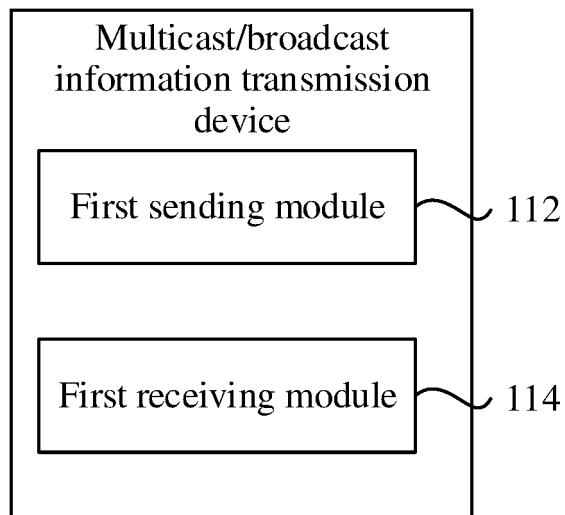 Multicast/broadcast
information transmission
device
First sending module
112
First receiving module
114